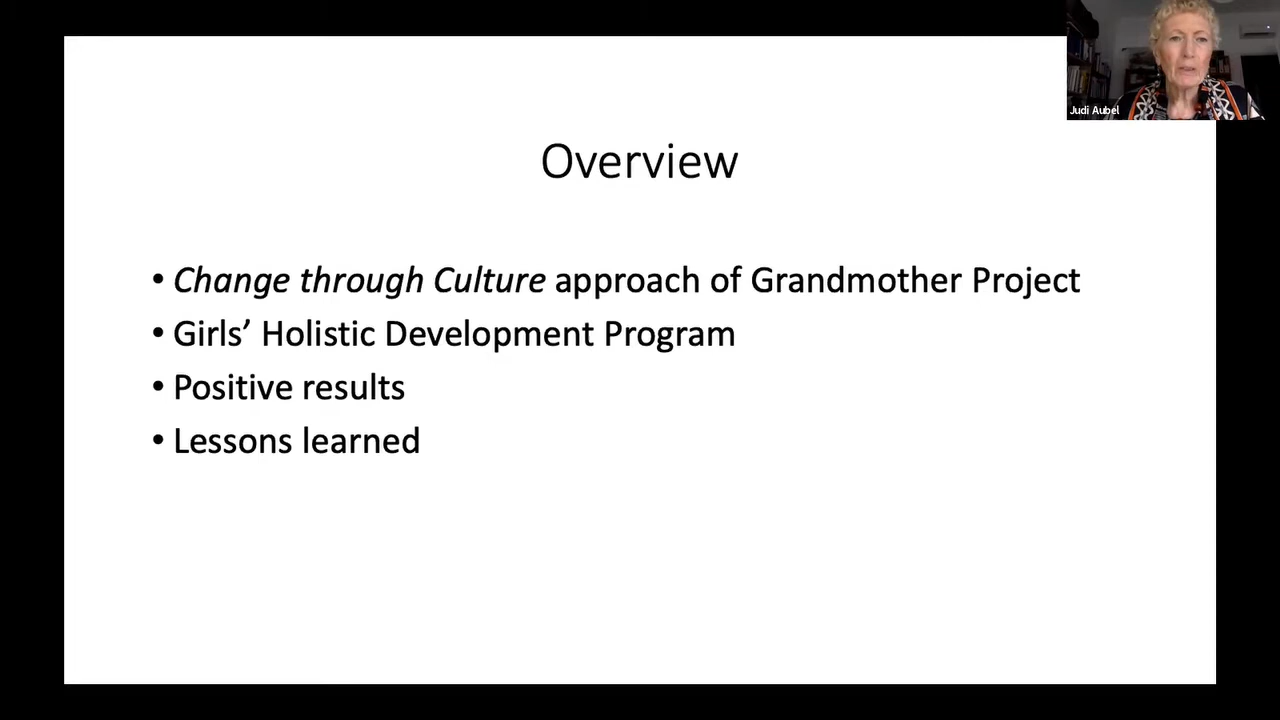 Judi Aubel
Overview
• Change through Culture approach of Grandmother Project
• Girls’ Holistic Development Program
• Positive results
• Lessons learned